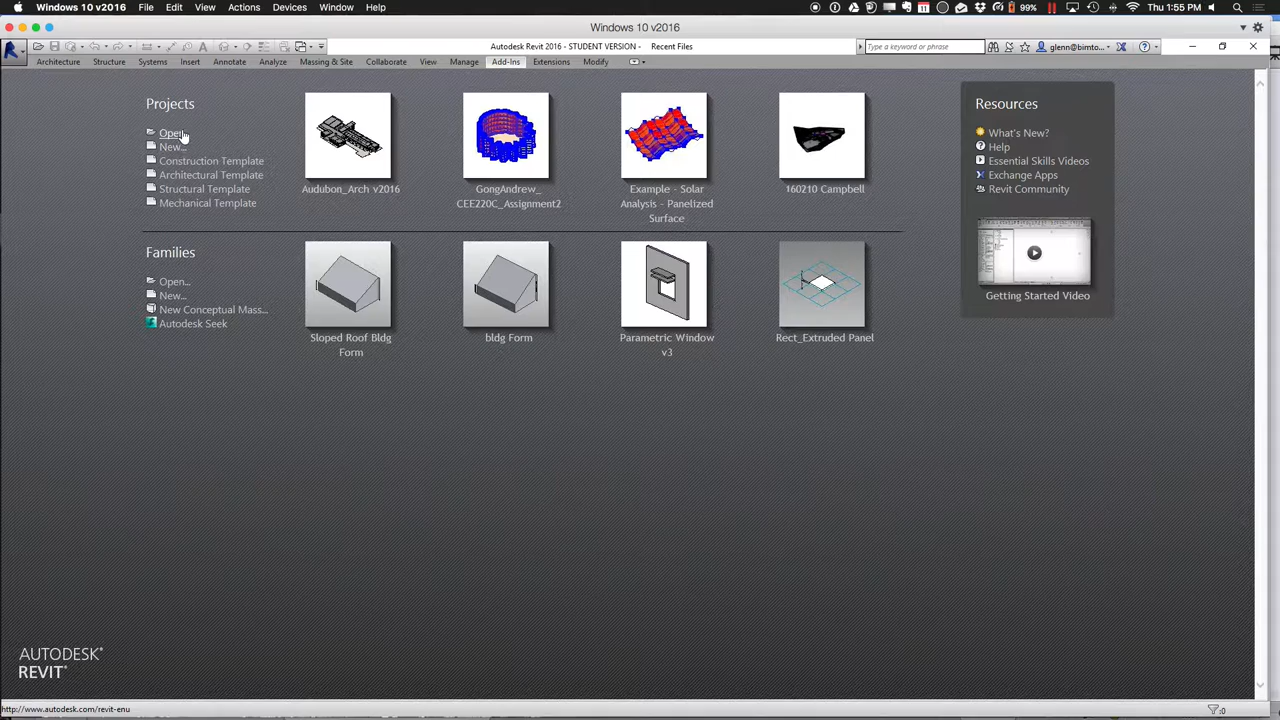 Windows 10 v2016 File Edit View Actions Devices Window Help 99% Thu 1:55 PM
Windows 10 v2016
Autodesk Revit 2016 - STUDENT VERSION - Recent Files Type a keyword or phrase glenn@bimto...
Architecture Structure Systems Insert Annotate Analyze Massing & Site Collaborate View Manage Add-Ins Extensions Modify
Projects
Open...
New...
Construction Template
Architectural Template
Structural Template
Mechanical Template
Audubon_Arch v2016
GongAndrew_
CEE220C_Assignment2
Example - Solar
Analysis - Panelized
Surface
160210 Campbell
Families
Open...
New...
New Conceptual Mass...
Autodesk Seek
Sloped Roof Bldg
Form
bldg Form
Parametric Window
v3
Rect_Extruded Panel
Resources
What's New?
Help
Essential Skills Videos
Exchange Apps
Revit Community
Getting Started Video
AUTODESK®
REVIT®
http://www.autodesk.com/revit-enu
:0